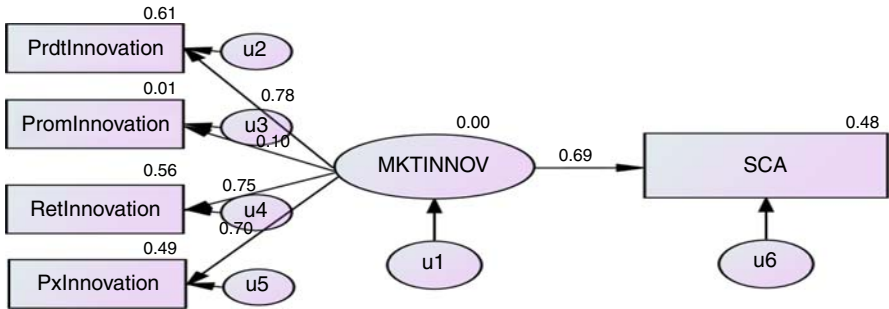 0.61
PrdtInnovation
u2
0.78
0.01
PromInnovation
u3
0.10
0.00
MKTINNOV
0.69
0.48
SCA
0.56
RetInnovation
0.75
u4
0.70
0.49
PxInnovation
u5
u1
u6